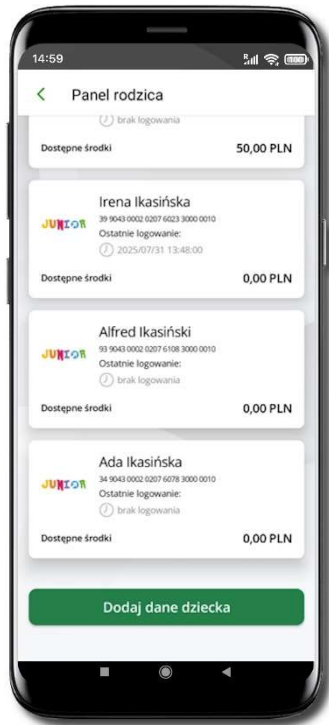 14:59
Panel rodzica
brak logowania
Dostępne środki 50,00 PLN
Irena Ikasińska
JUNIOR 39 9043 0002 0207 6023 3000 0010
Ostatnie logowanie:
2025/07/31 13:48:00
Dostępne środki 0,00 PLN
Alfred Ikasiński
JUNIOR 93 9043 0002 0207 6108 3000 0010
Ostatnie logowanie:
brak logowania
Dostępne środki 0,00 PLN
Ada Ikasińska
JUNIOR 34 9043 0002 0207 6078 3000 0010
Ostatnie logowanie:
brak logowania
Dostępne środki 0,00 PLN
Dodaj dane dziecka